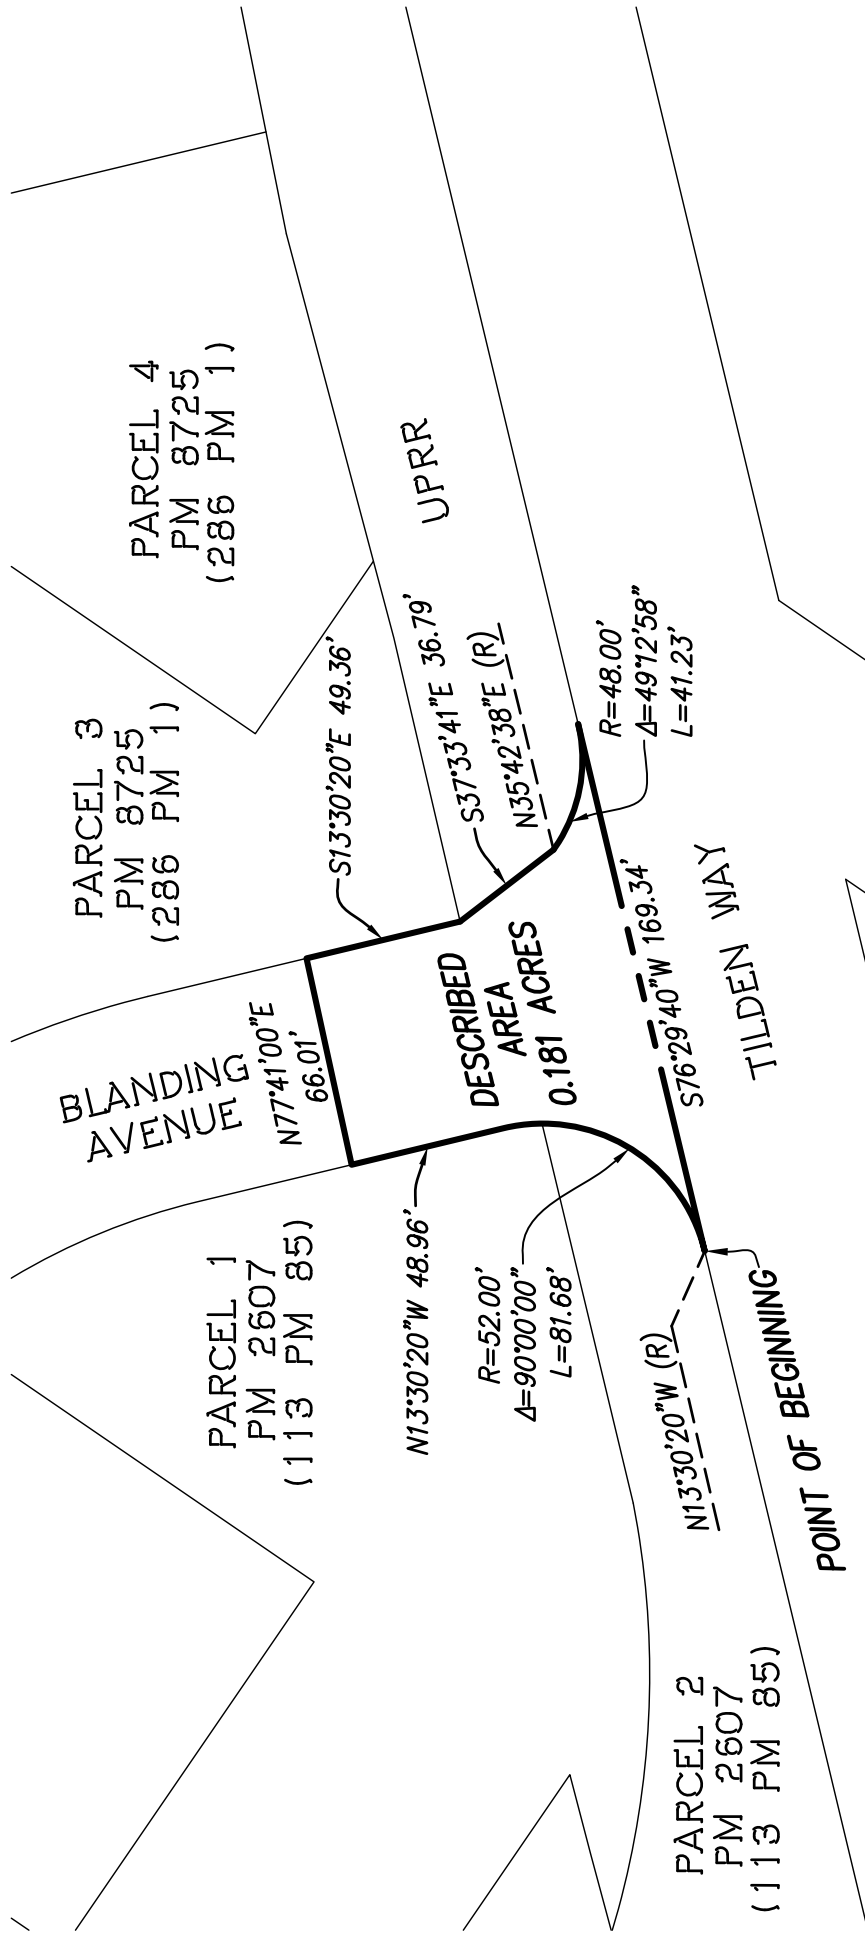 PARCEL 4
PM 8725
(286 PM 1)
UPRR
PARCEL 3
PM 8725
(286 PM 1)
S13°30'20"E 49.36'
S37°33'41"E 36.79'
N35°42'38"E (R)
R=48.00'
Δ=49°12'58"
L=41.23'
BLANDING
AVENUE
N77°41'00"E
66.01'
DESCRIBED
AREA
0.181 ACRES
S76°29'40"W 169.34'
TILDEN WAY
PARCEL 1
PM 2607
(113 PM 85)
N13°30'20"W 48.96'
R=52.00'
Δ=90°00'00"
L=81.68'
N13°30'20"W (R)
POINT OF BEGINNING
PARCEL 2
PM 2607
(113 PM 85)